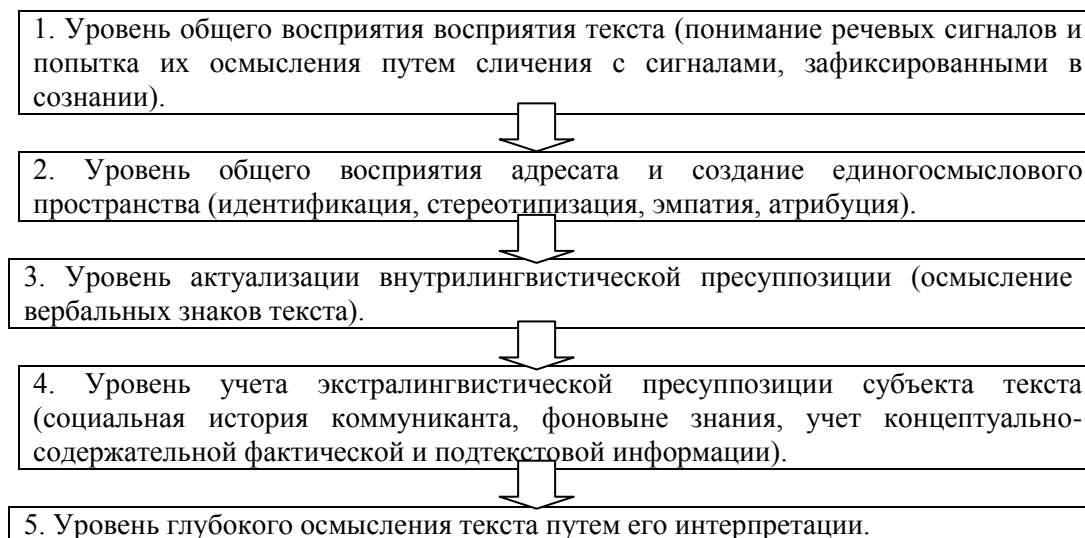 1. Уровень общего восприятия восприятия текста (понимание речевых сигналов и
попытка их осмысления путем сличения с сигналами, зафиксированными в
сознании).
2. Уровень общего восприятия адресата и создание единогосмыслового
пространства (идентификация, стереотипизация, эмпатия, атрибуция).
3. Уровень актуализации внутрилингвистической пресуппозиции (осмысление
вербальных знаков текста).
4. Уровень учета экстралингвистической пресуппозиции субъекта текста
(социальная история коммуниканта, фоновыне знания, учет концептуально-
содержательной фактической и подтекстовой информации).
5. Уровень глубокого осмысления текста путем его интерпретации.